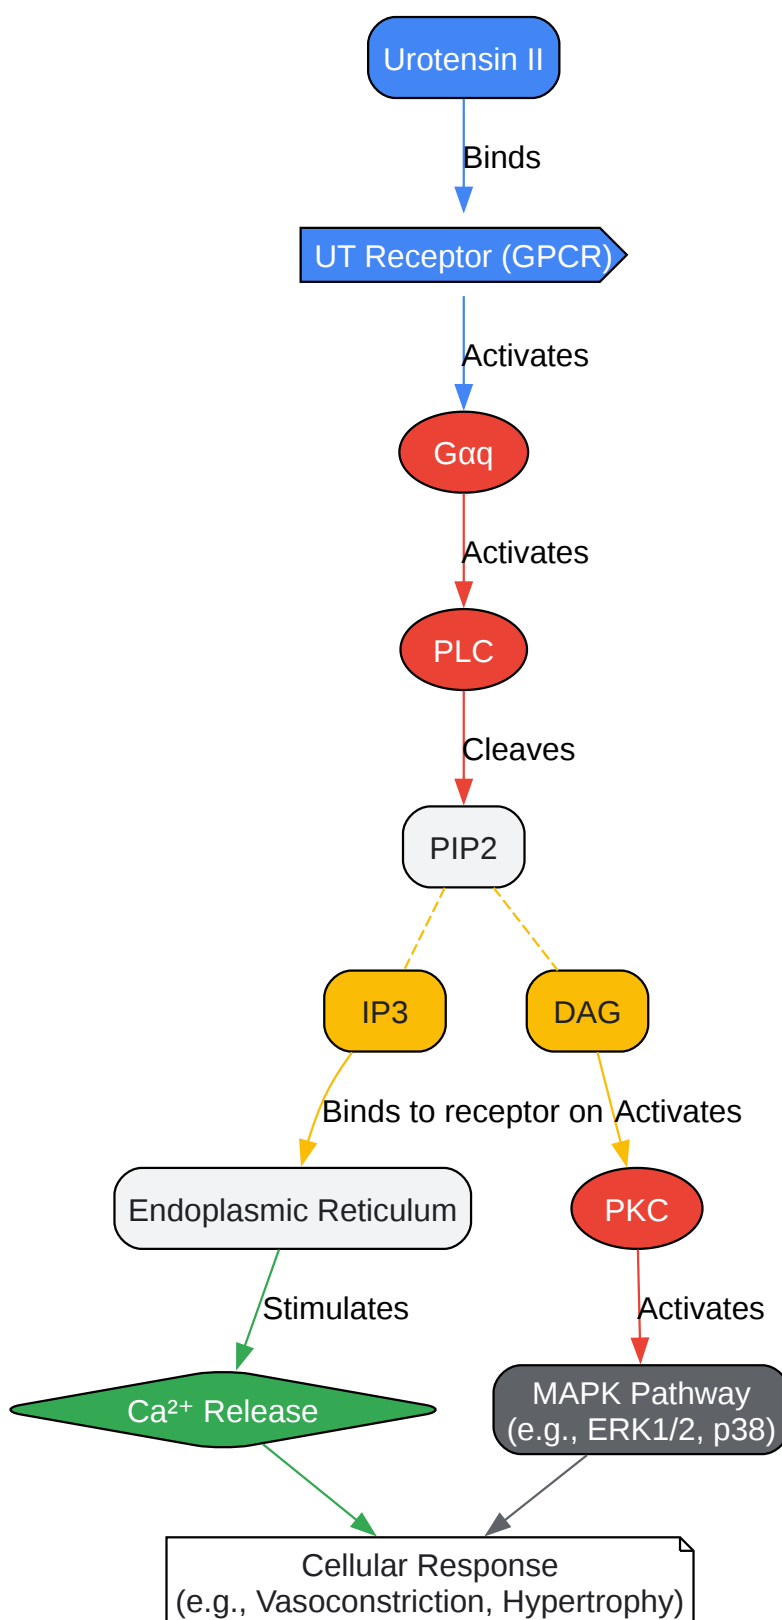 Urotensin II
Binds
UT Receptor (GPCR)
Activates
Gαq
Activates
PLC
Cleaves
PIP2
IP3
DAG
Binds to receptor on
Activates
Endoplasmic Reticulum
PKC
Stimulates
Activates
Ca²⁺ Release
MAPK Pathway
(e.g., ERK1/2, p38)
Cellular Response
(e.g., Vasoconstriction, Hypertrophy)